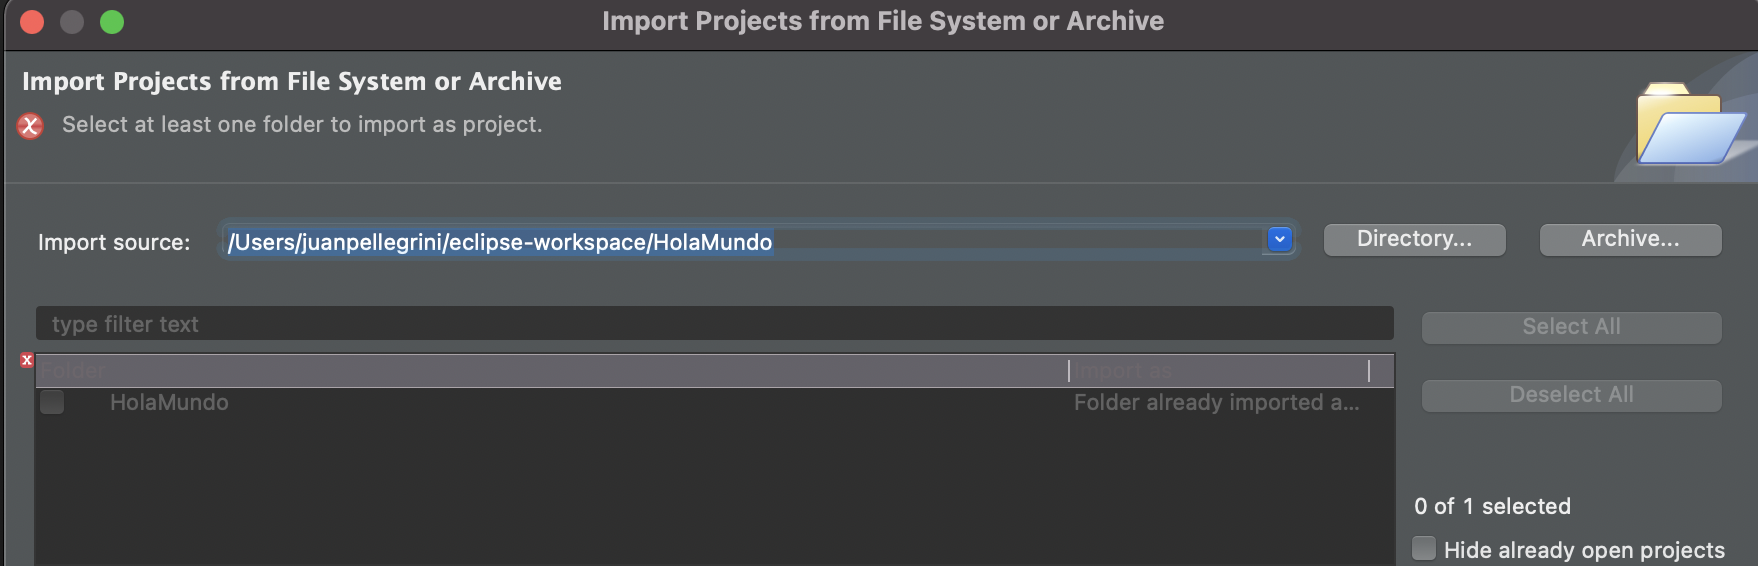 Import Projects from File System or Archive
Import Projects from File System or Archive
Select at least one folder to import as project.
Import source: /Users/juanpellegrini/eclipse-workspace/HolaMundo Directory... Archive...
type filter text Select All
Folder Import as
HolaMundo Folder already imported a... Deselect All
0 of 1 selected
Hide already open projects